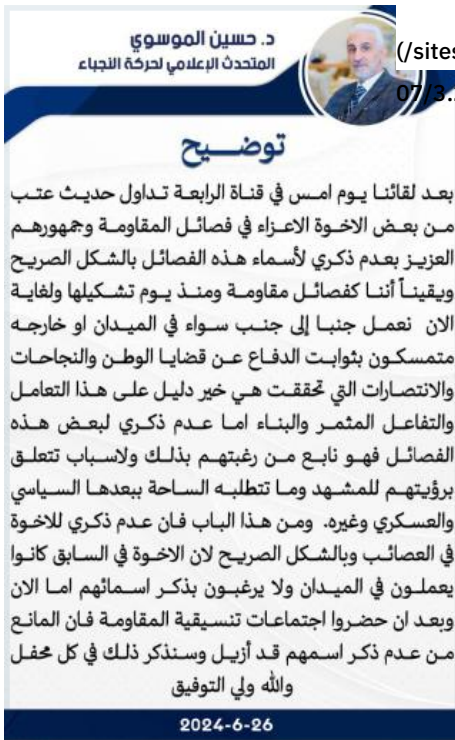 د. حسين الموسوي
المتحدث الإعلامي لحركة النجباء
(/sites
07/3..
توضـــيح
بعد لقائنا يوم امس في قناة الرابعة تداول حديث عتب
من بعض الاخوة الاعزاء في فصائل المقاومة وجمهورهم
العزيز بعدم ذكري لأسماء هذه الفصائل بالشكل الصريح
ويقيناً أننا كفصائل مقاومة ومنذ يوم تشكيلها ولغاية
الان نعمل جنبا إلى جنب سواء في الميدان او خارجه
متمسكون بثوابت الدفاع عن قضايا الوطن والنجاحات
والانتصارات التي تحققت هي خير دليل على هذا التعامل
والتفاعل المثمر والبناء اما عدم ذكري لبعض هذه
الفصائل فهو نابع من رغبتهم بذلك ولاسباب تتعلق
برؤيتهم للمشهد وما تتطلبه الساحة ببعدها السياسي
والعسكري وغيره. ومن هذا الباب فان عدم ذكري للاخوة
في العصائب وبالشكل الصريح لان الاخوة في السابق كانوا
يعملون في الميدان ولا يرغبون بذكر اسمائهم اما الان
وبعد ان حضروا اجتماعات تنسيقية المقاومة فان المانع
من عدم ذكر اسمهم قد أزيل وسنذكر ذلك في كل محفل
والله ولي التوفيق
2024-6-26